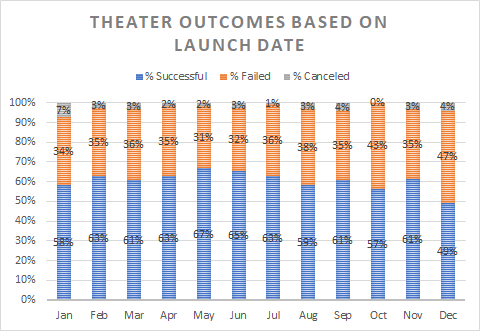 THEATER OUTCOMES BASED ON
LAUNCH DATE
% Successful % Failed % Canceled
100% 7% 3% 3% 2% 2% 3% 1% 3% 4% 0% 3% 4%
90%
80% 34% 35% 36% 35% 31% 32% 36% 38% 35% 43% 35% 47%
70%
60%
50%
40%
30% 58% 63% 61% 63% 67% 65% 63% 59% 61% 57% 61% 49%
20%
10%
0%
Jan Feb Mar Apr May Jun Jul Aug Sep Oct Nov Dec